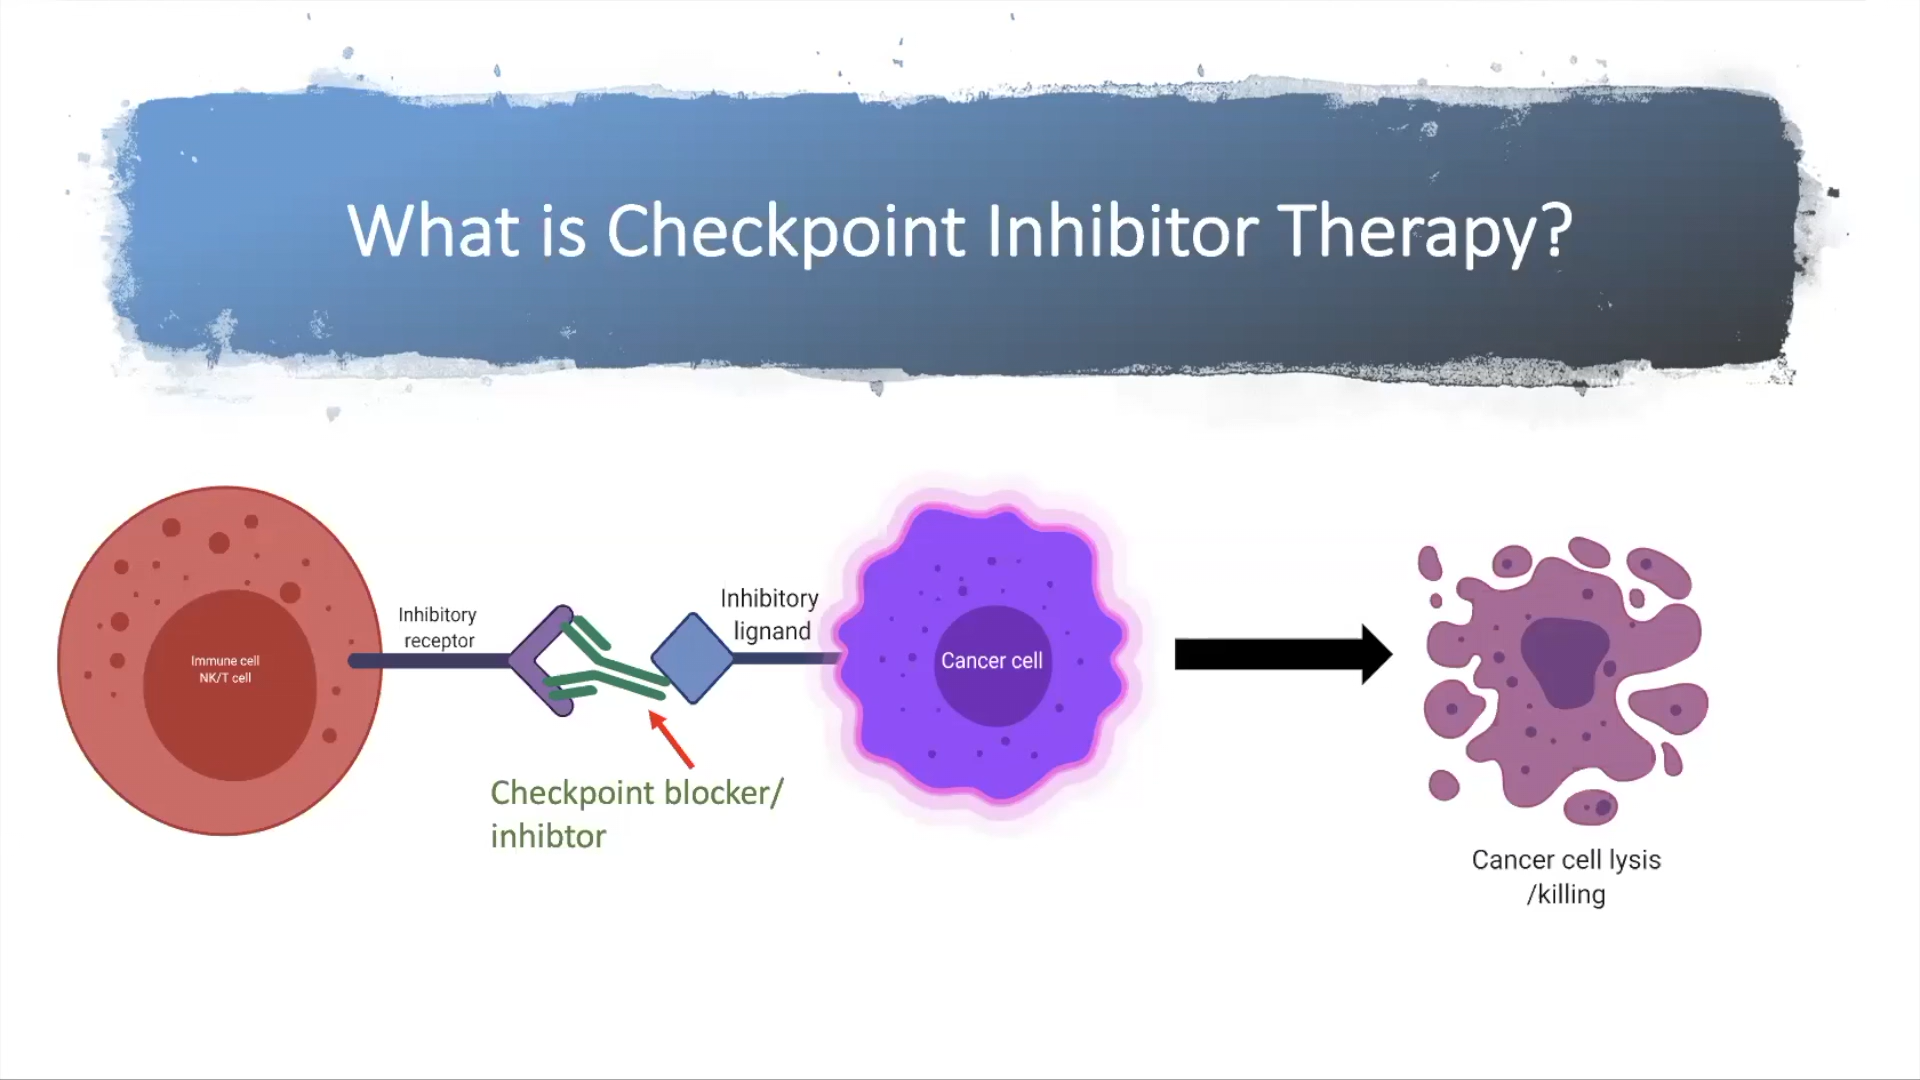 What is Checkpoint Inhibitor Therapy?
Immune cell
NK/T cell
Inhibitory
receptor
Inhibitory
lignand
Cancer cell
Checkpoint blocker/
inhibtor
Cancer cell lysis
/killing